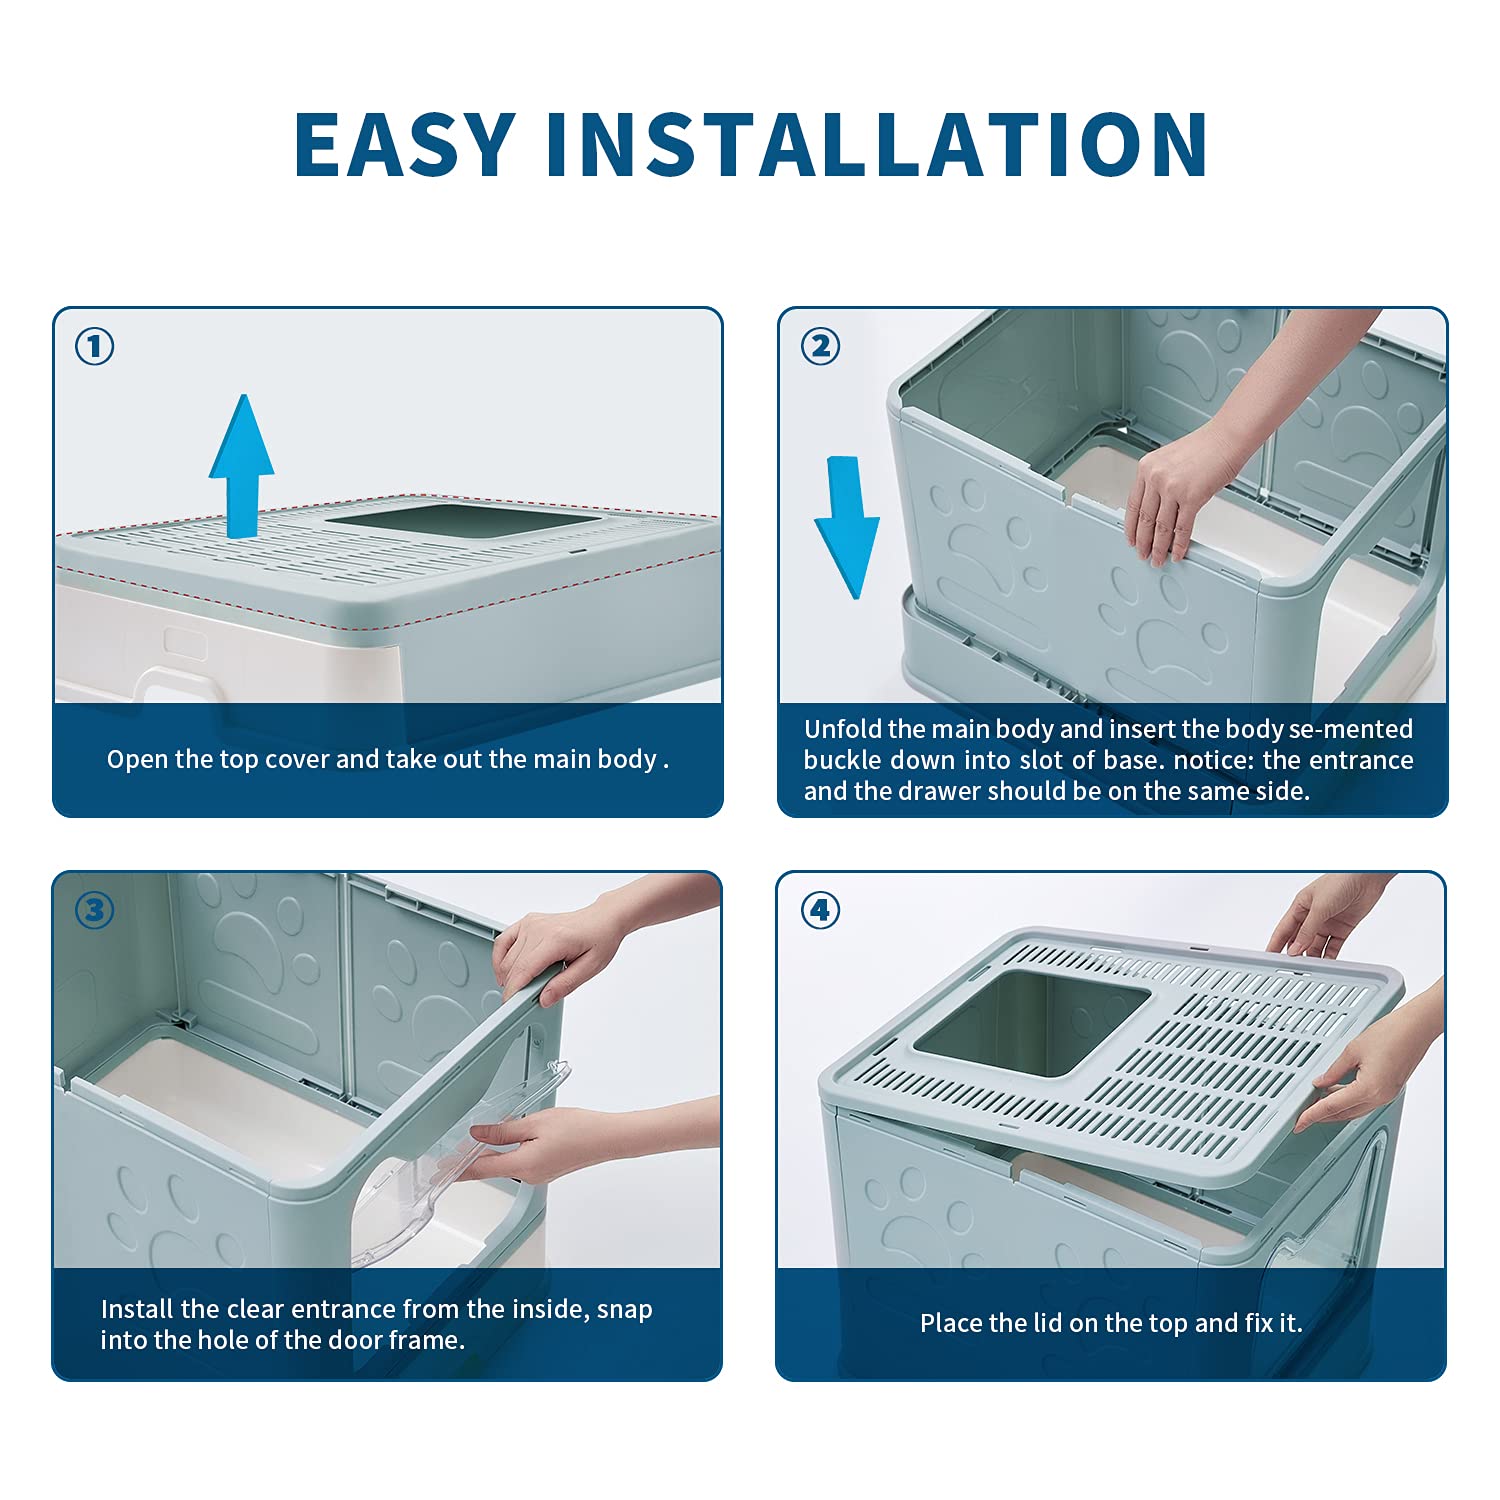 EASY INSTALLATION
1
Open the top cover and take out the main body .
2
Unfold the main body and insert the body se-mented
buckle down into slot of base. notice: the entrance
and the drawer should be on the same side.
3
Install the clear entrance from the inside, snap
into the hole of the door frame.
4
Place the lid on the top and fix it.